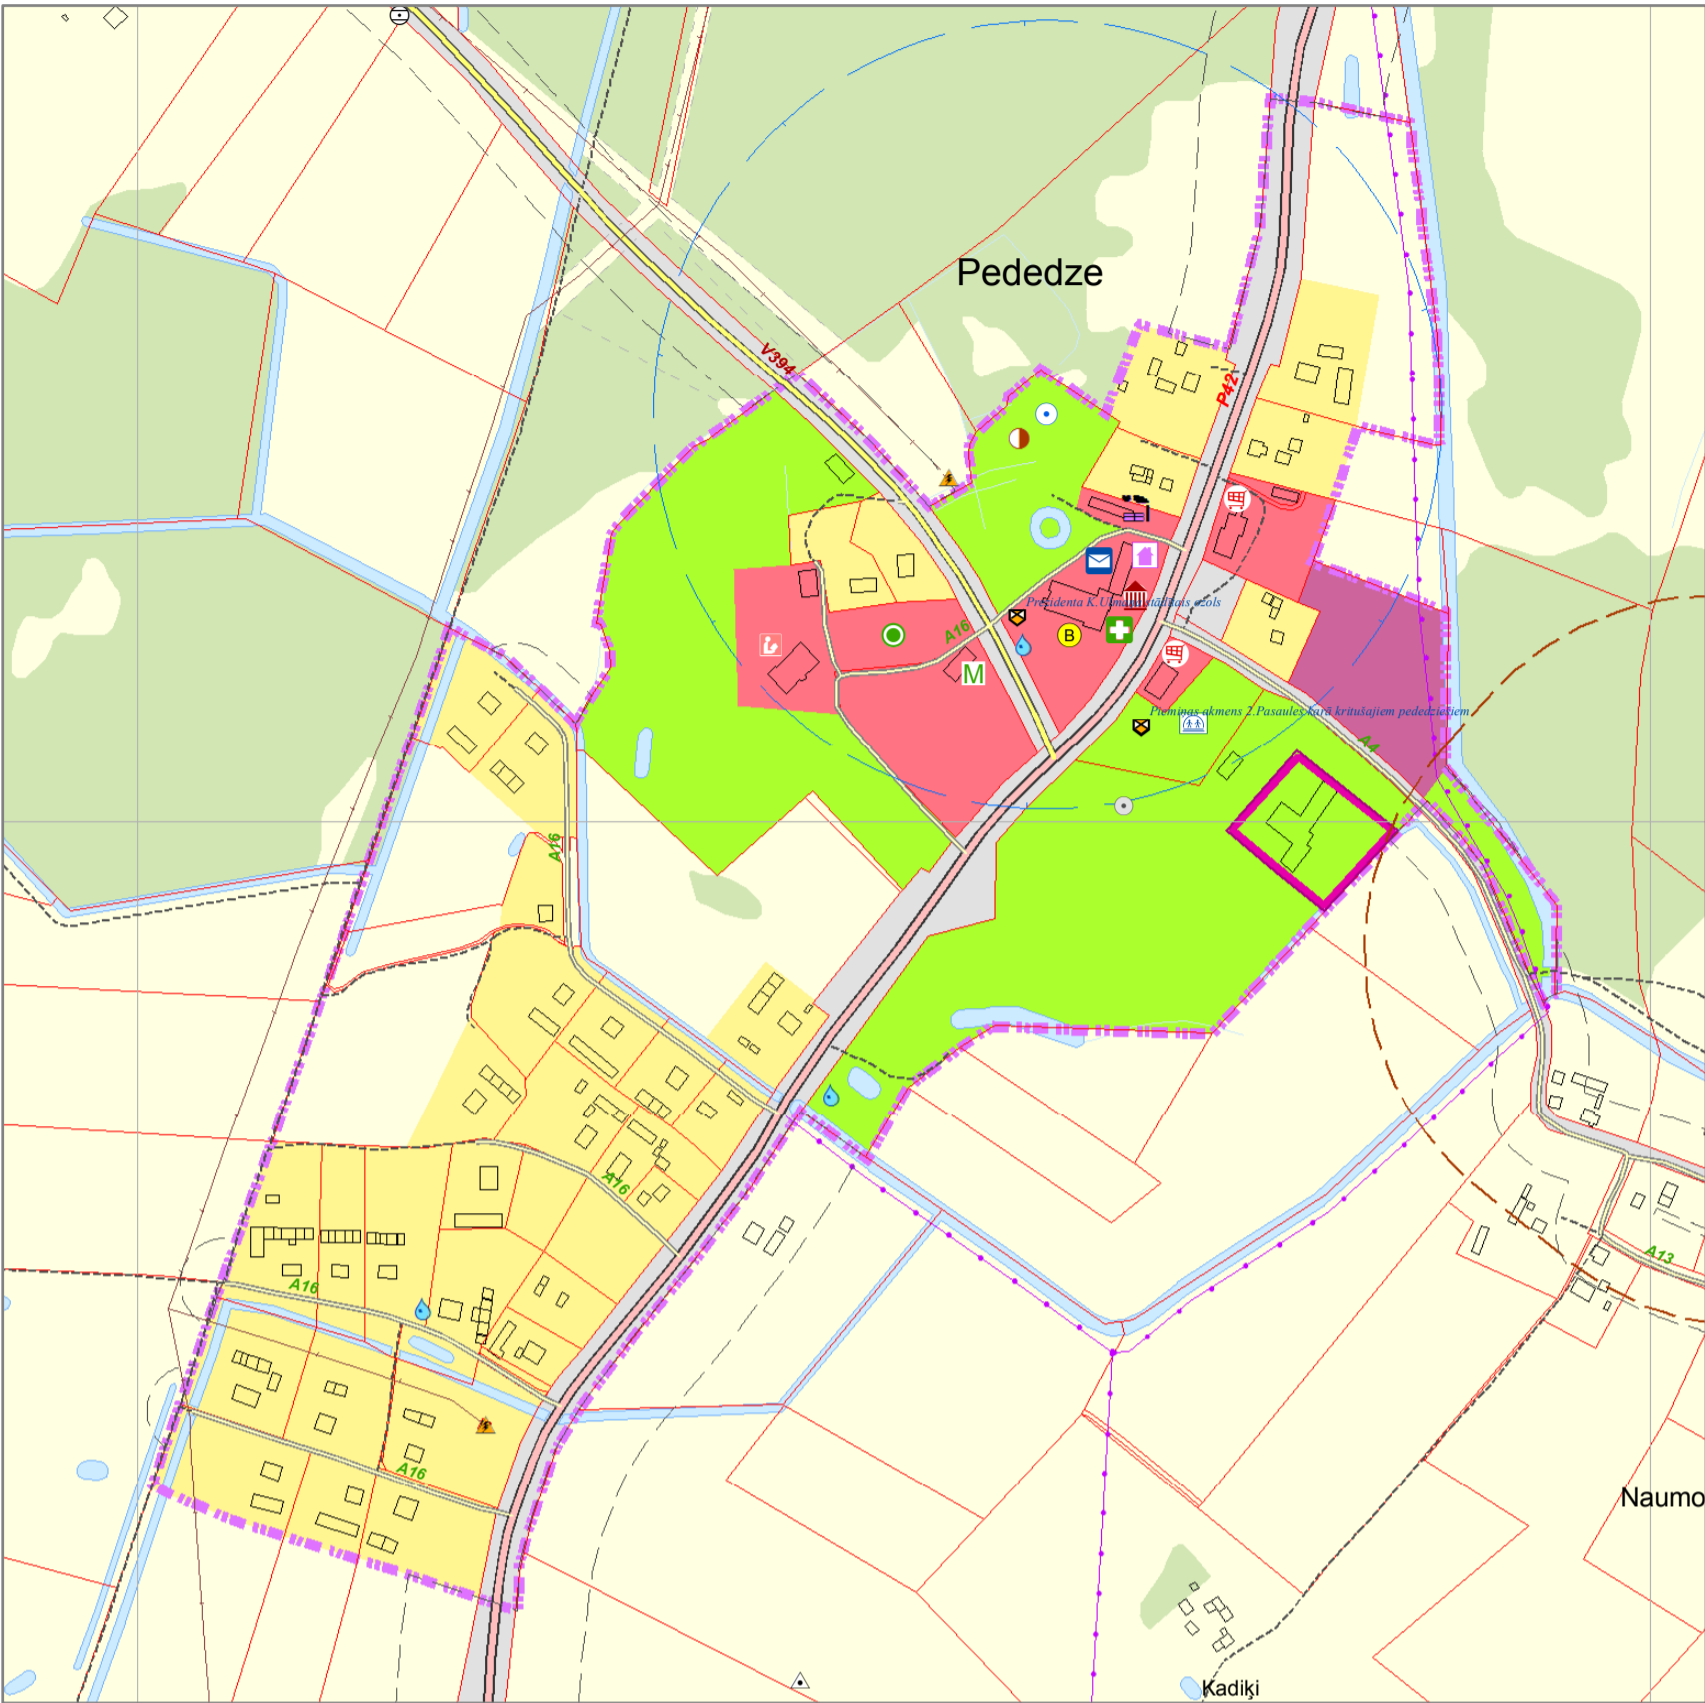 Pededze
V394
P42
Prezidenta K.Ulmaņa stādītais ozols
A16
B
M
Piemiņas akmens 2.Pasaules karā kritušajiem pededziešiem
A4
A16
A16
A13
A16
A16
Naumo
Kadiķi